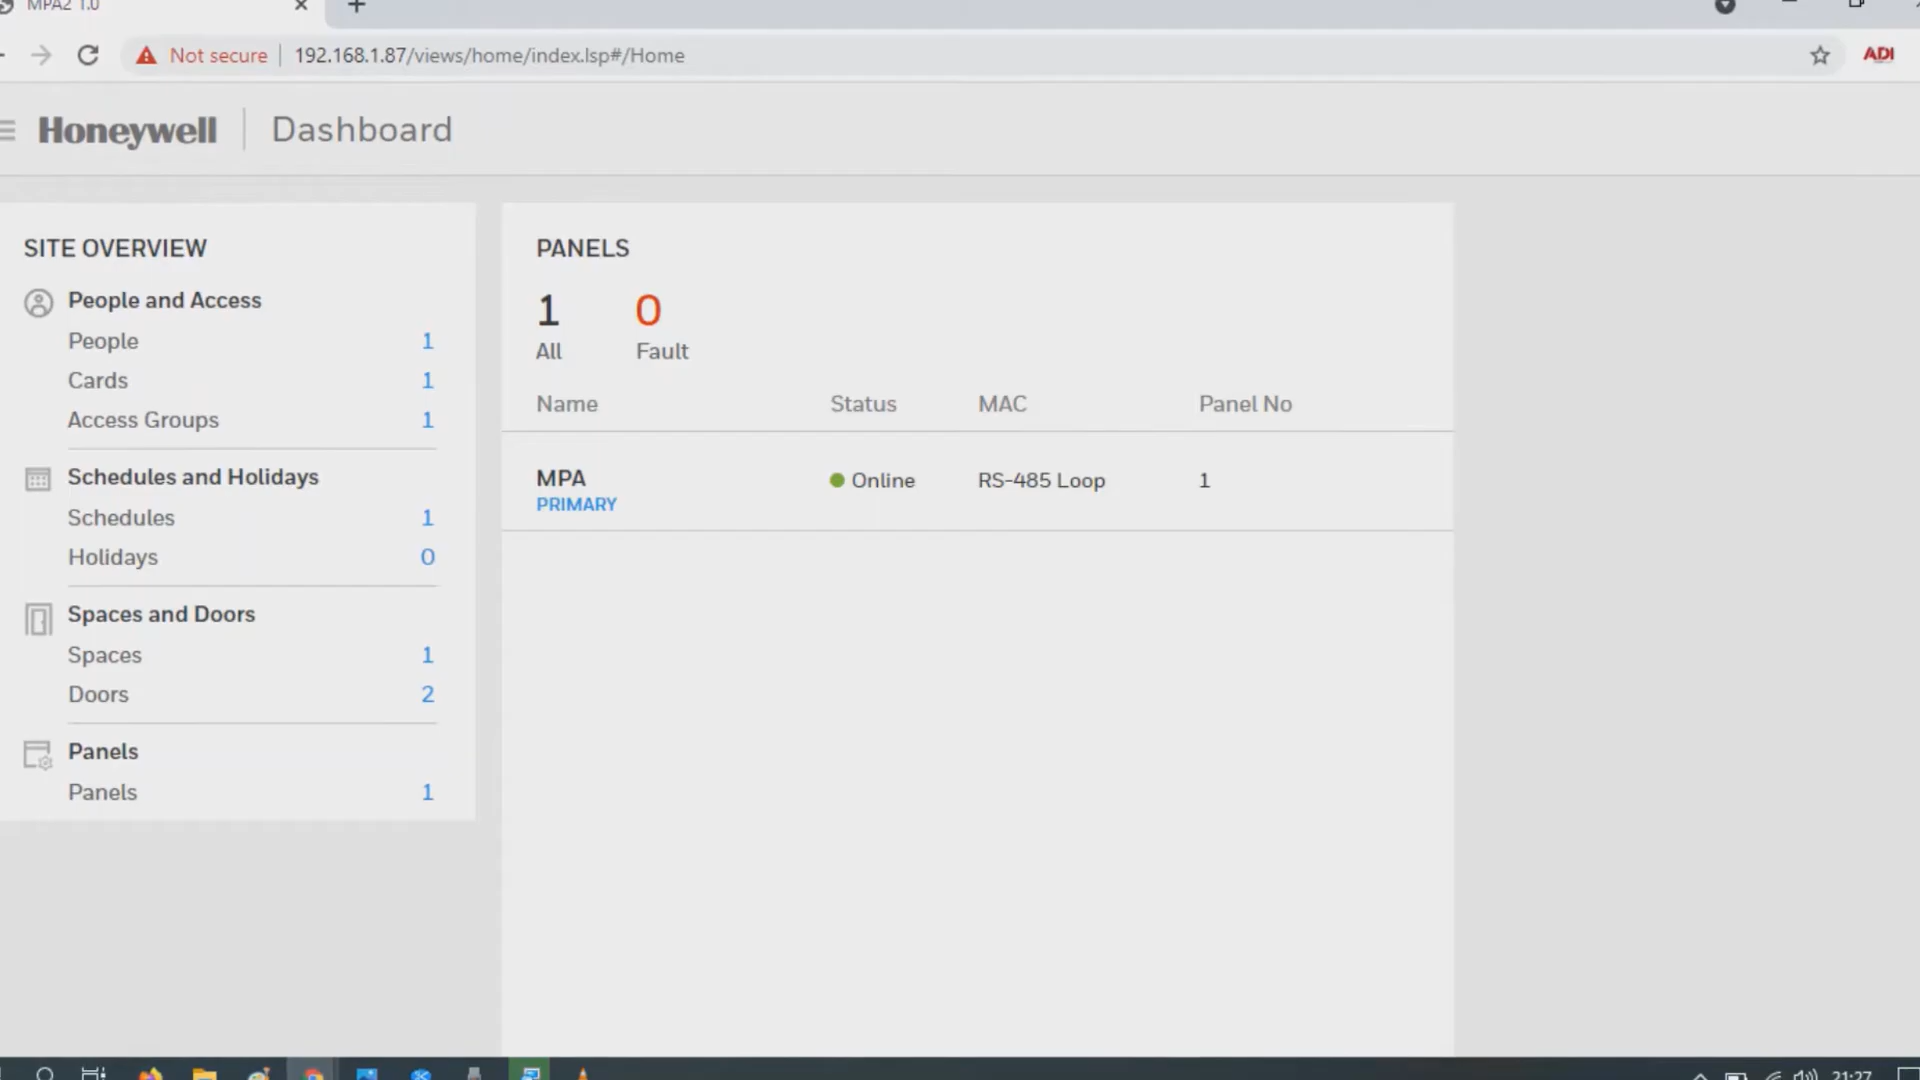 MPA2 1.0
Not secure
192.168.1.87/views/home/index.lsp#/Home
ADI
Honeywell
Dashboard
SITE OVERVIEW
People and Access
People 1
Cards 1
Access Groups 1
Schedules and Holidays
Schedules 1
Holidays 0
Spaces and Doors
Spaces 1
Doors 2
Panels
Panels 1
PANELS
1 0
All Fault
Name Status MAC Panel No
MPA Online RS-485 Loop 1
PRIMARY
21:27